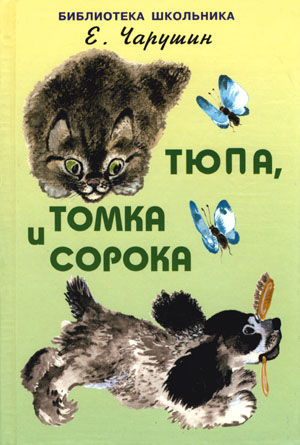 БИБЛИОТЕКА ШКОЛЬНИКА
Е. Чарушин
ТЮПА,
ТОМКА
и
СОРОКА